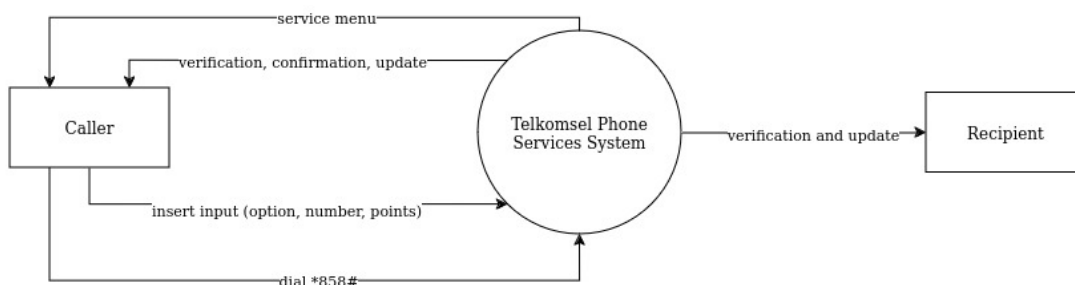 service menu
verification, confirmation, update
Caller
Telkomsel Phone
Services System
verification and update
Recipient
insert input (option, number, points)
dial *858#